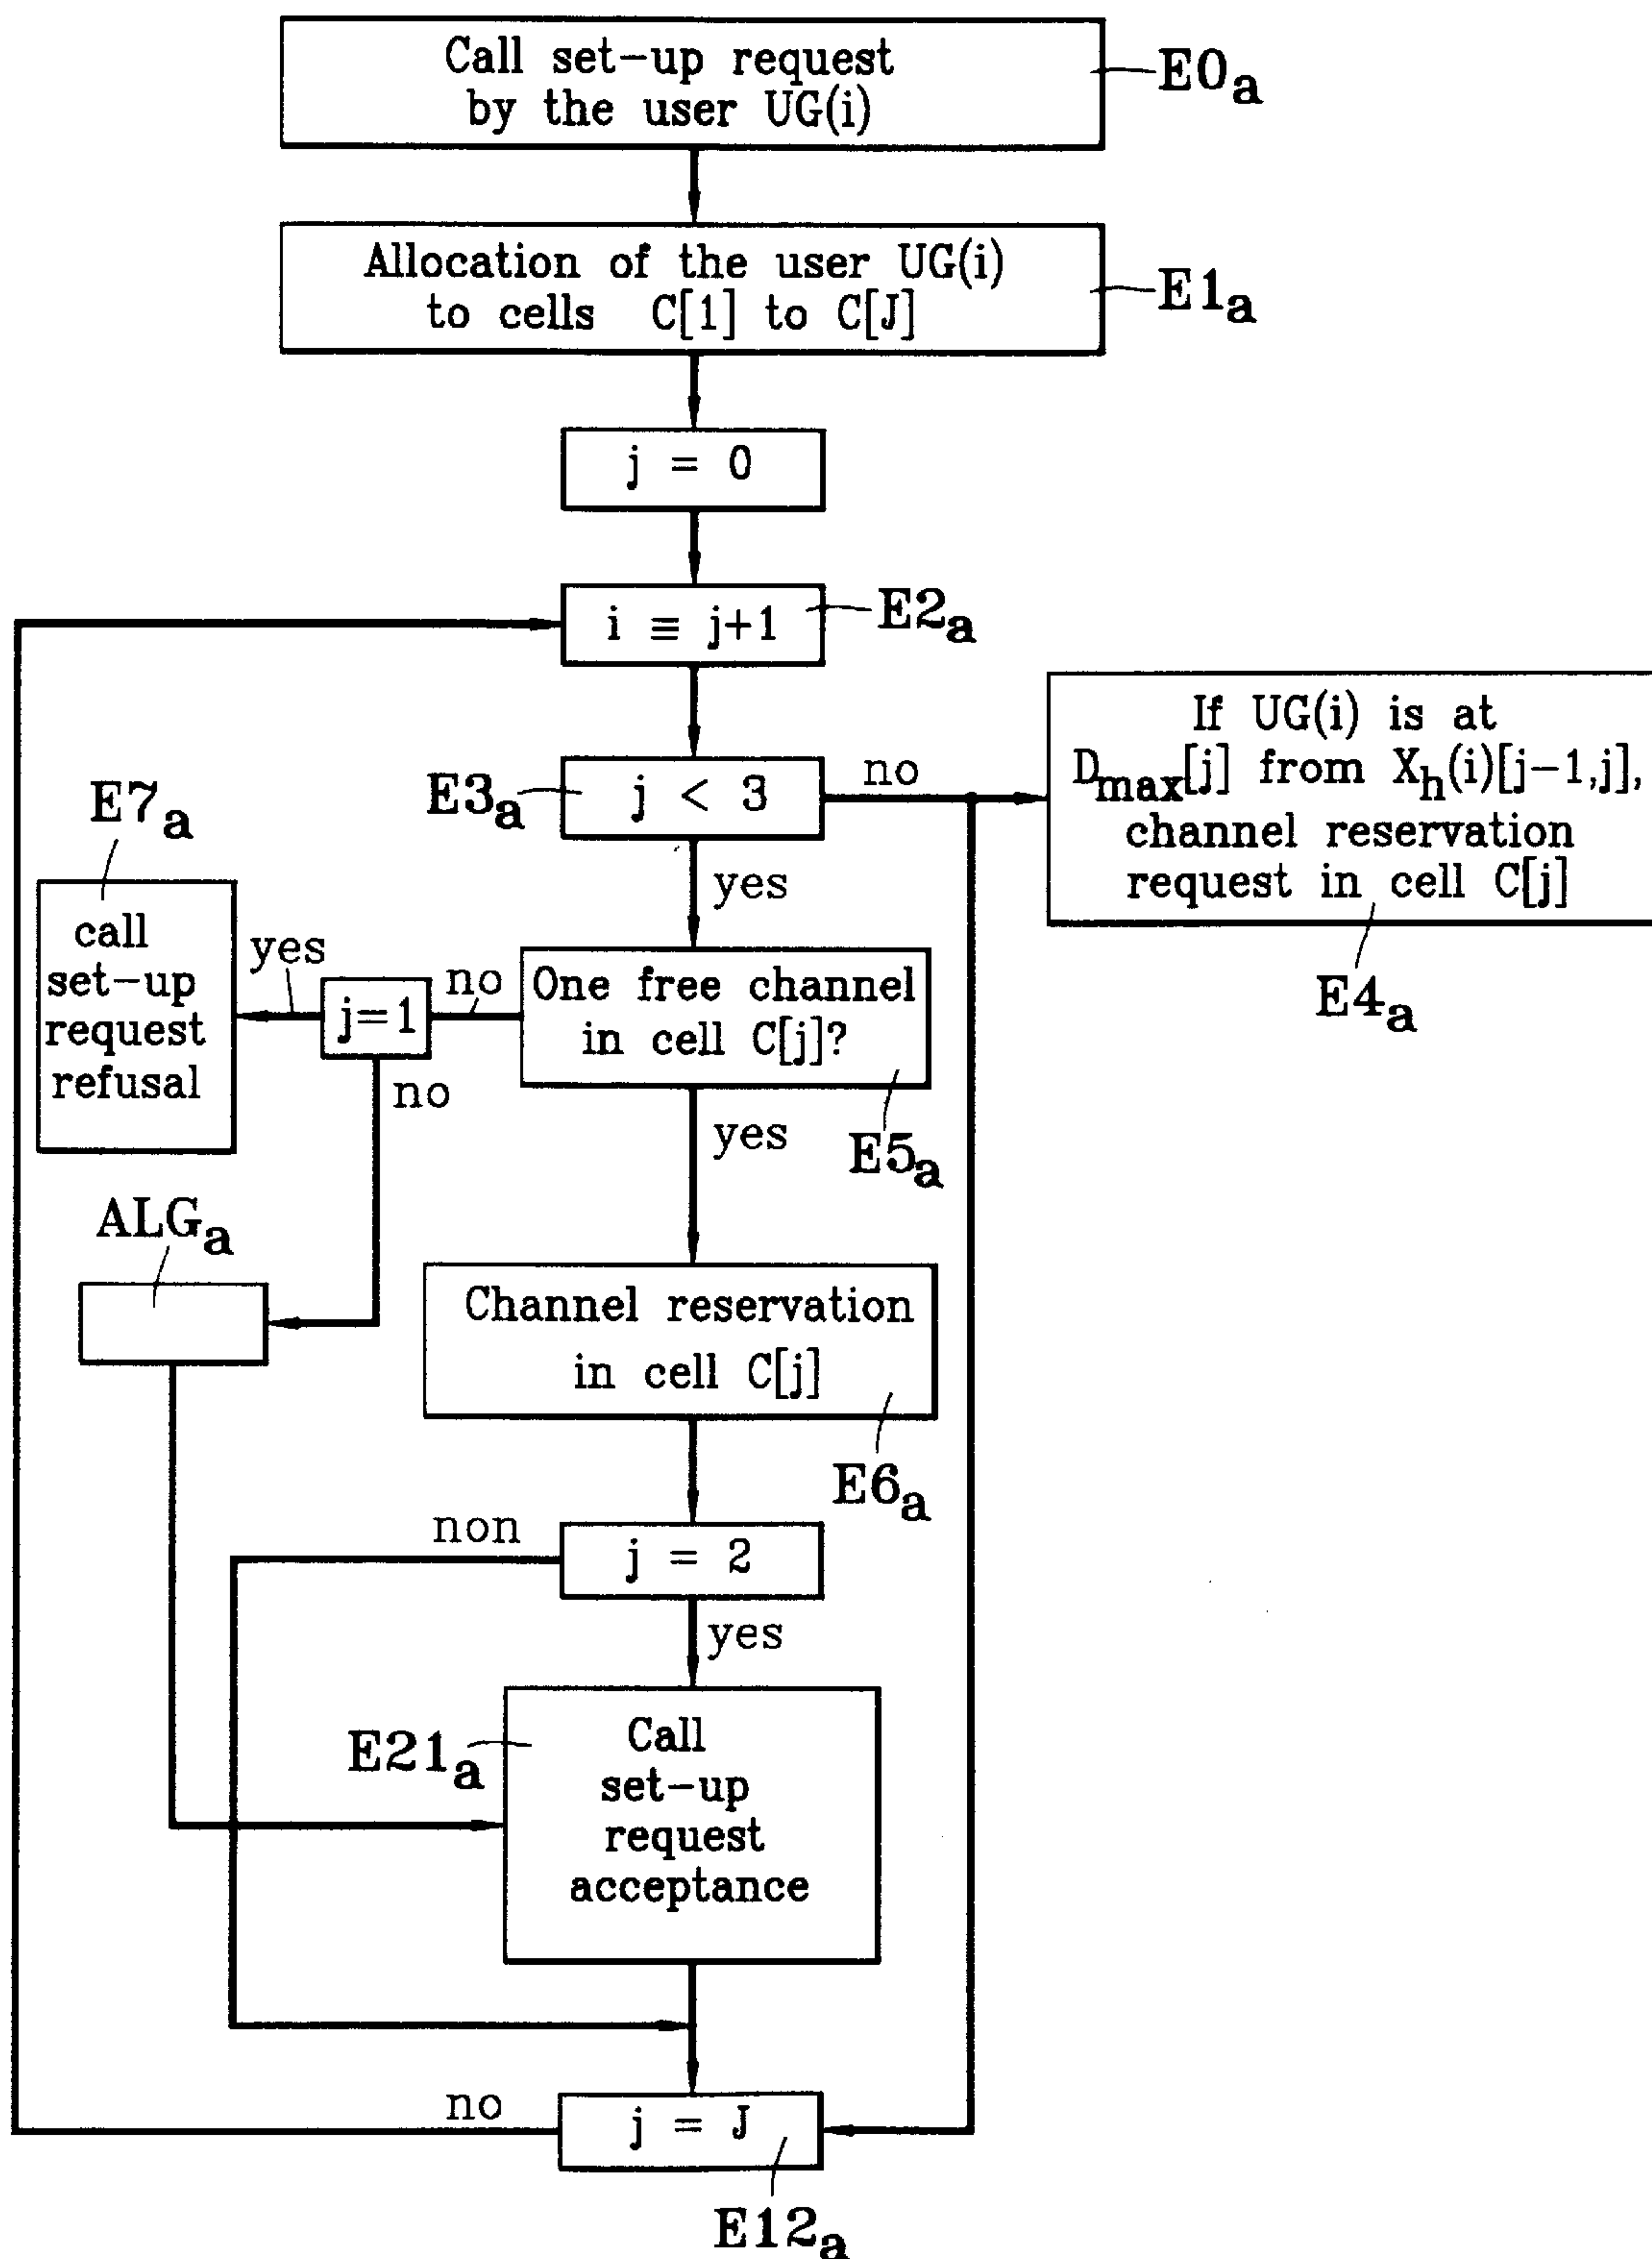 Call set-up request
by the user UG(i)
E0a
Allocation of the user UG(i)
to cells C[1] to C[J]
E1a
j = 0
i ≡ j+1
E2a
E3a
j < 3
no
If UG(i) is at
Dmax[j] from Xh(i)[j-1,j],
channel reservation
request in cell C[j]
E4a
yes
E7a
call
set-up
request
refusal
yes
j=1
no
no
One free channel
in cell C[j]?
E5a
yes
ALGa
Channel reservation
in cell C[j]
E6a
non
j = 2
yes
E21a
Call
set-up
request
acceptance
no
j = J
E12a